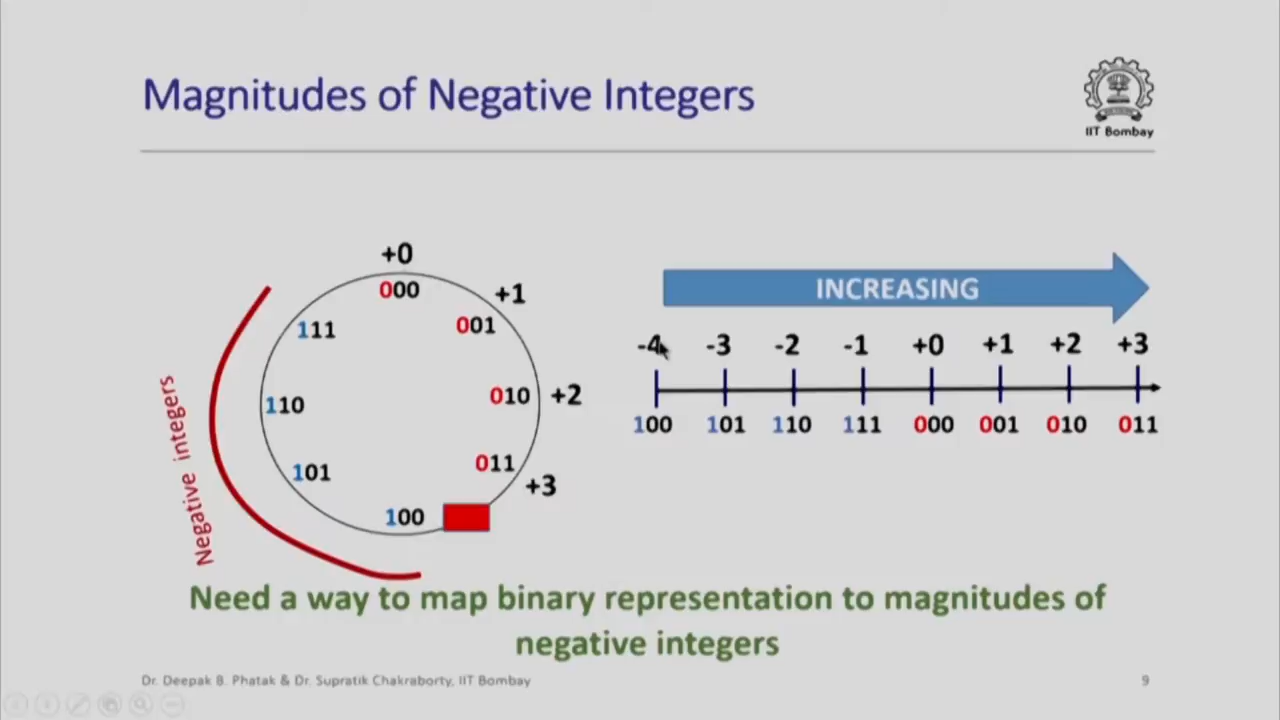 Magnitudes of Negative Integers
IIT Bombay
+0
000
+1
111
001
110
010
+2
101
011
+3
100
Negative integers
INCREASING
-4 -3 -2 -1 +0 +1 +2 +3
100 101 110 111 000 001 010 011
Need a way to map binary representation to magnitudes of
negative integers
Dr. Deepak B. Phatak & Dr. Supratik Chakraborty, IIT Bombay
9